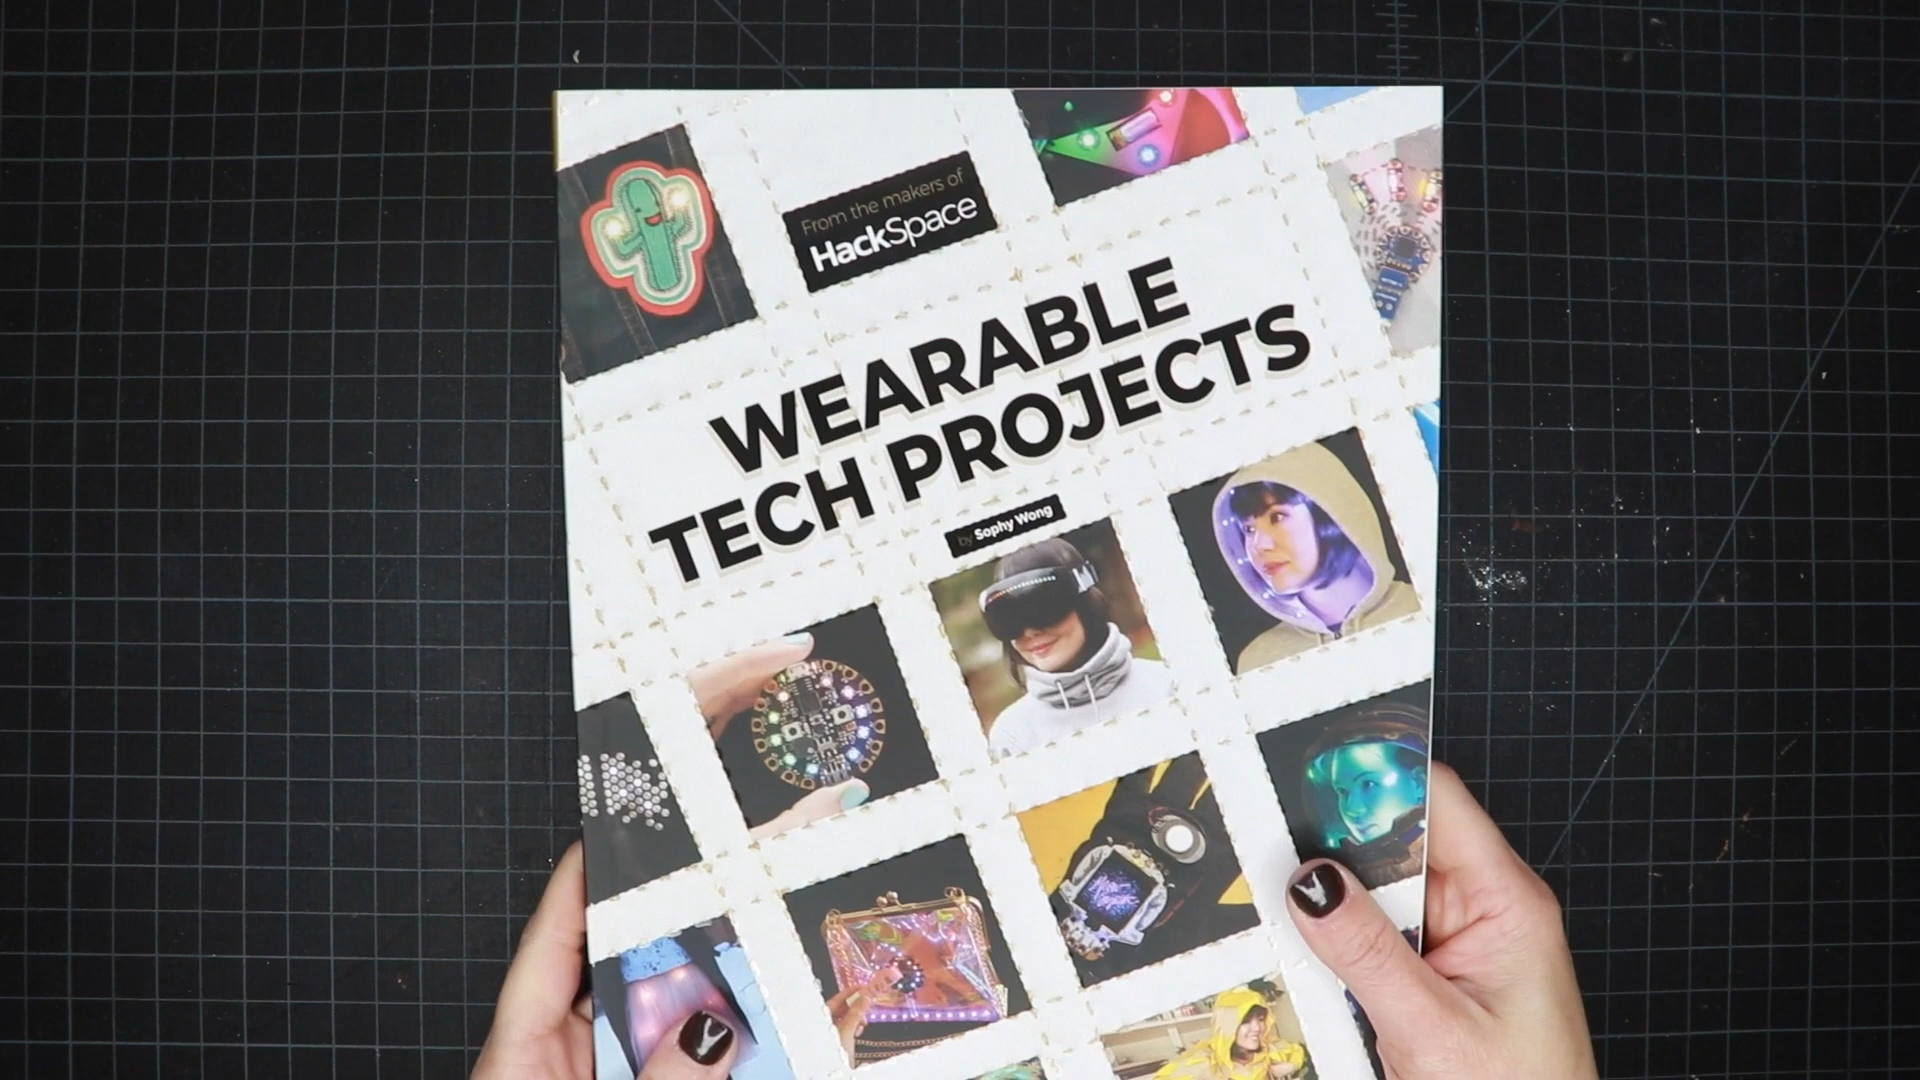 From the makers of
HackSpace
WEARABLE
TECH PROJECTS
by Sophy Wong